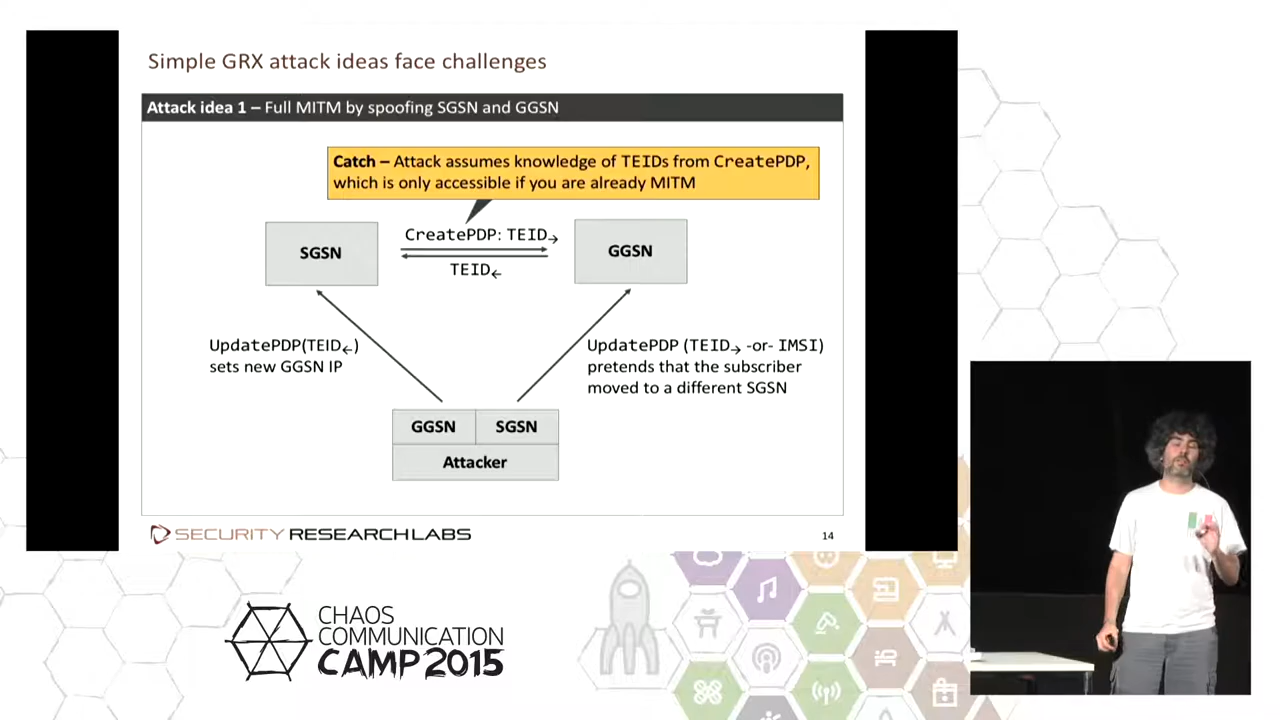 Simple GRX attack ideas face challenges
Attack idea 1 – Full MITM by spoofing SGSN and GGSN
Catch – Attack assumes knowledge of TEIDs from CreatePDP,
which is only accessible if you are already MITM
SGSN
CreatePDP: TEID→
TEID←
GGSN
UpdatePDP(TEID←)
sets new GGSN IP
UpdatePDP (TEID→ -or- IMSI)
pretends that the subscriber
moved to a different SGSN
GGSN
SGSN
Attacker
SECURITY RESEARCH LABS
14
CHAOS
COMMUNICATION
CAMP 2015